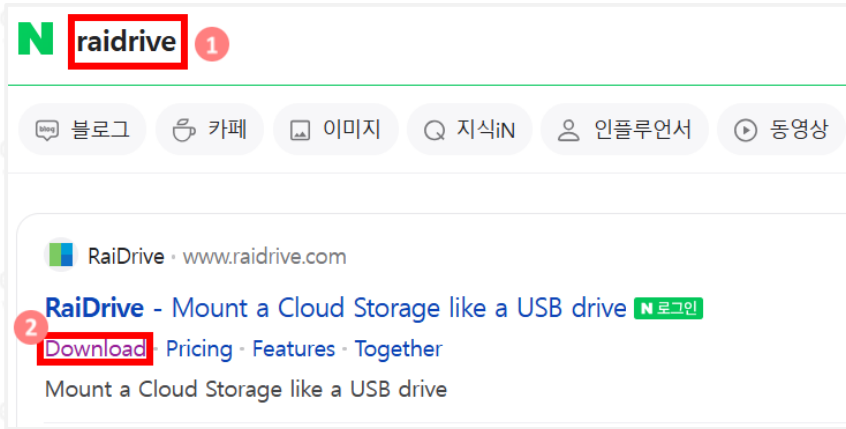 N raidrive 1
블로그 카페 이미지 지식iN 인플루언서 동영상
RaiDrive · www.raidrive.com
RaiDrive - Mount a Cloud Storage like a USB drive N 로그인
2
Download · Pricing · Features · Together
Mount a Cloud Storage like a USB drive